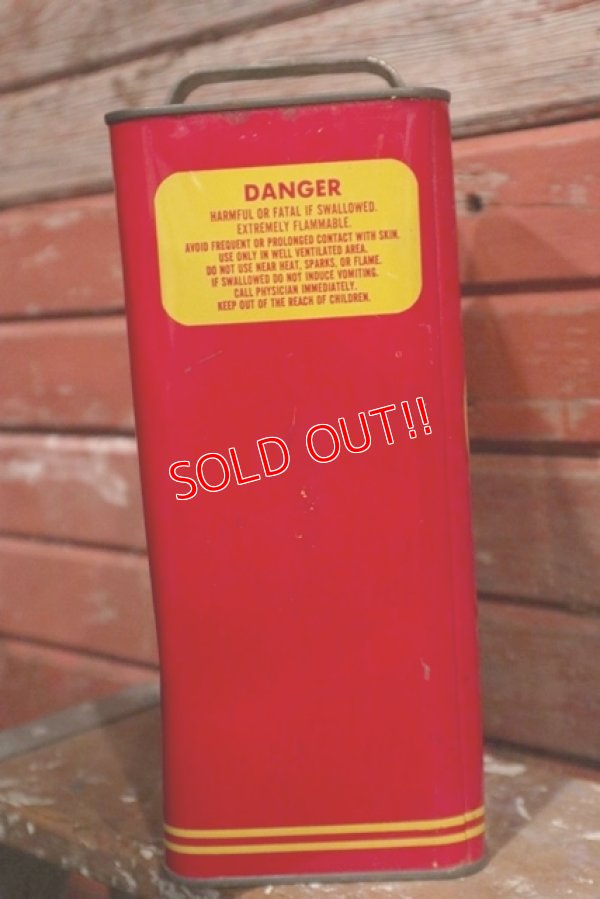 DANGER
HARMFUL OR FATAL IF SWALLOWED.
EXTREMELY FLAMMABLE.
AVOID FREQUENT OR PROLONGED CONTACT WITH SKIN.
USE ONLY IN WELL VENTILATED AREA.
DO NOT USE NEAR HEAT, SPARKS, OR FLAME.
IF SWALLOWED DO NOT INDUCE VOMITING.
CALL PHYSICIAN IMMEDIATELY.
KEEP OUT OF THE REACH OF CHILDREN.
SOLD OUT!!